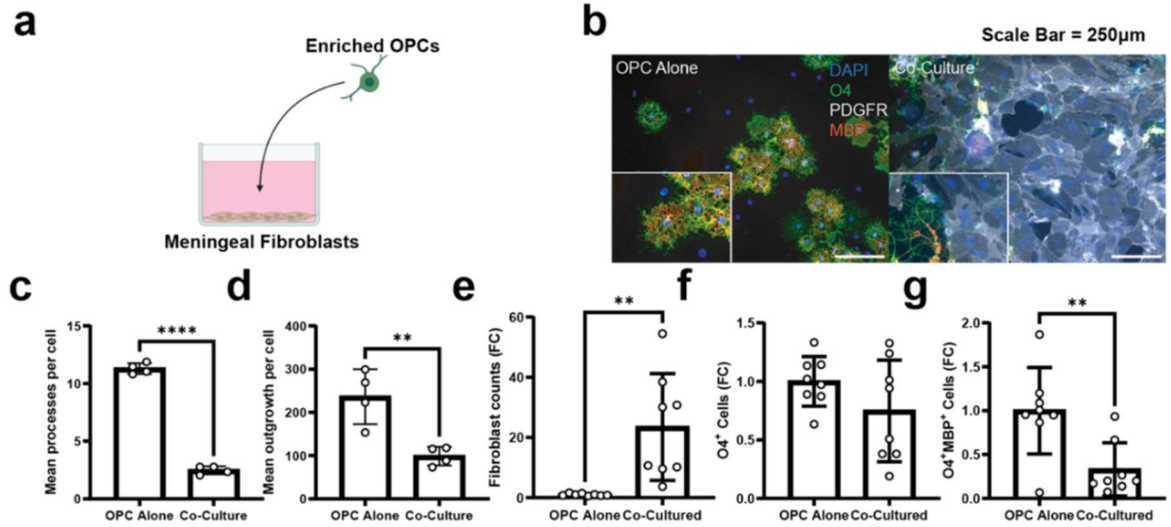 a
Enriched OPCs
Meningeal Fibroblasts
b
Scale Bar = 250μm
OPC Alone
DAPI
O4
PDGFR
MBP
Co-Culture
c
Mean processes per cell
15
10
5
0
****
OPC Alone Co-Culture
d
Mean outgrowth per cell
400
300
200
100
0
**
OPC Alone Co-Culture
e
Fibroblast counts (FC)
60
40
20
0
**
OPC Alone Co-Cultured
f
O4+ Cells (FC)
1.5
1.0
0.5
0.0
OPC Alone Co-Cultured
g
O4+MBP+ Cells (FC)
2.0
1.5
1.0
0.5
0.0
**
OPC Alone Co-Cultured